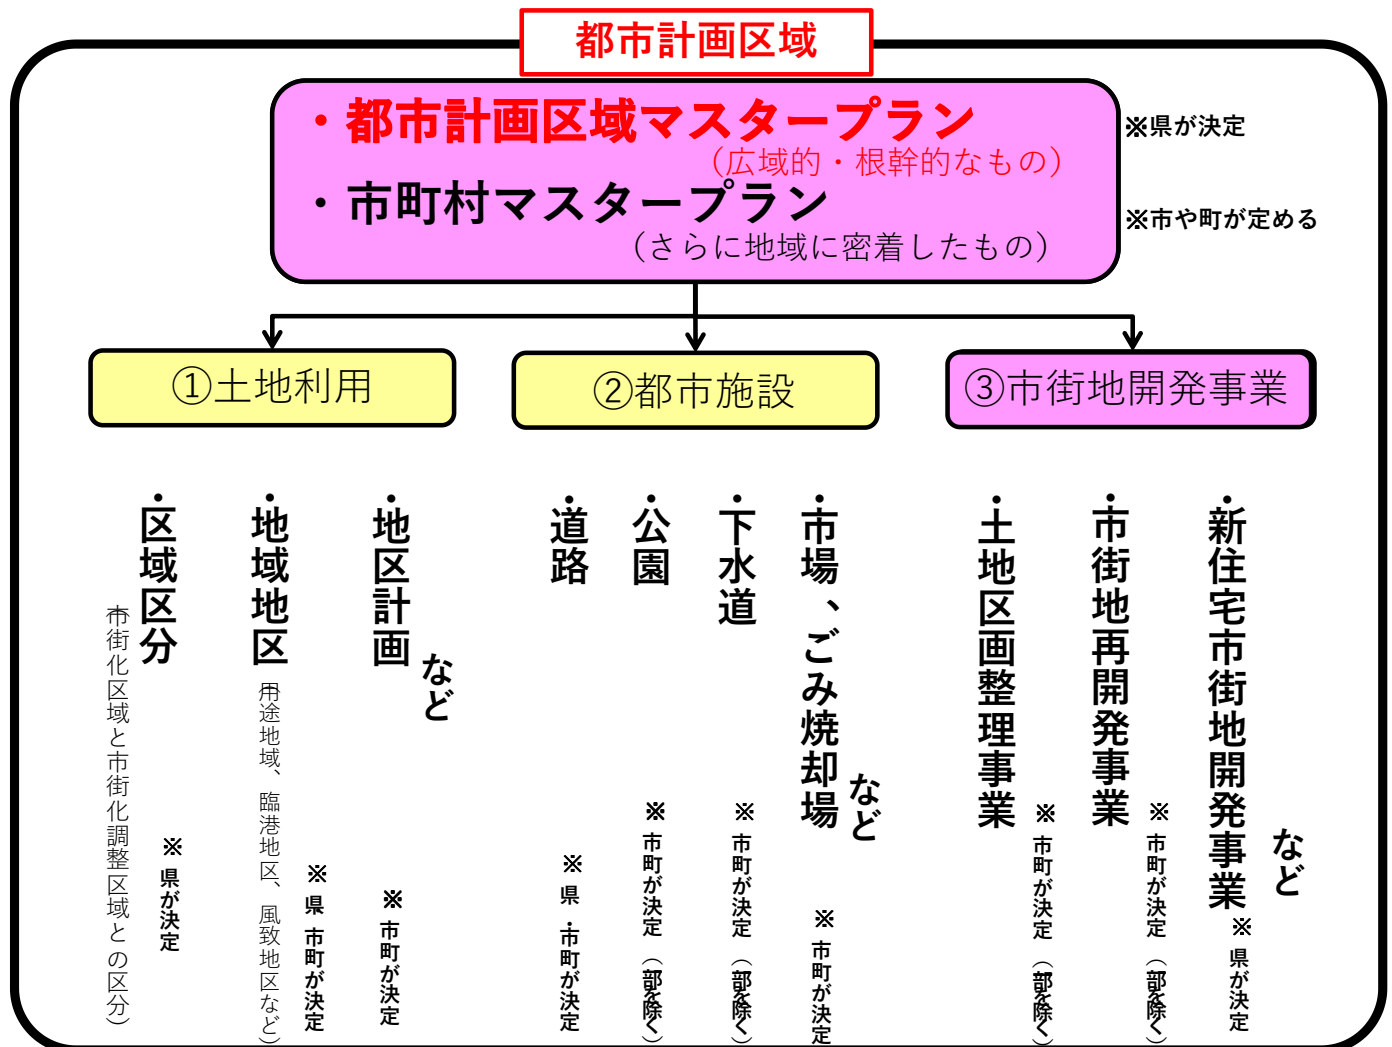 都市計画区域
・都市計画区域マスタープラン
※県が決定
（広域的・根幹的なもの）
・市町村マスタープラン
※市や町が定める
（さらに地域に密着したもの）
①土地利用
②都市施設
③市街地開発事業
・区域区分
（市街化区域と市街化調整区域との区分）
※県が決定
・地域地区
（用途地域、臨港地区、風致地区など）
※県 市町が決定
・地区計画
※市町が決定
など
・道路
※県・市町が決定
・公園
※市町が決定（一部を除く）
・下水道
※市町が決定（一部を除く）
・市場、ごみ焼却場
※市町が決定
など
・土地区画整理事業
※市町が決定（一部を除く）
・市街地再開発事業
※市町が決定（一部を除く）
・新住宅市街地開発事業
※県が決定
など